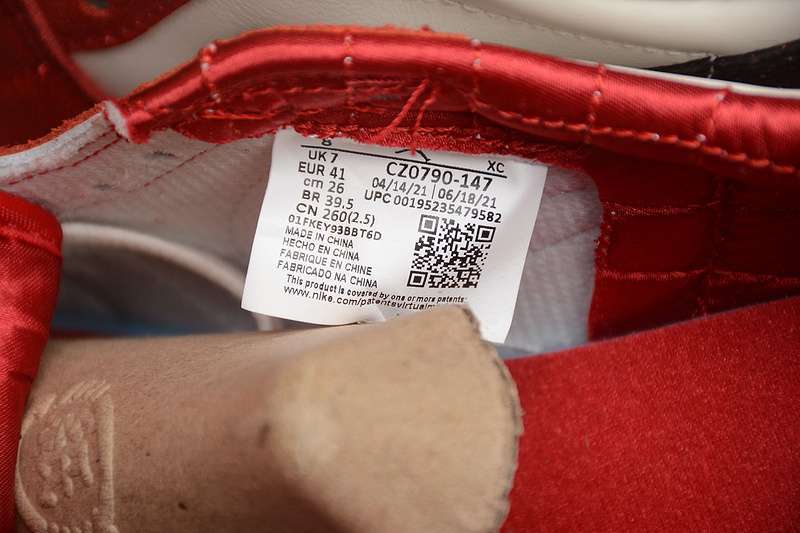 8 XC
UK 7
EUR 41 CZ0790-147
cm 26 04/14/21 06/18/21
BR 39.5 UPC 00195235479582
CN 260(2.5)
01FKEY93BBT6D
MADE IN CHINA
HECHO EN CHINA
FABRIQUE EN CHINE
FABRICADO NA CHINA
This product is covered by one or more patents:
www.nike.com/patentsvirtual